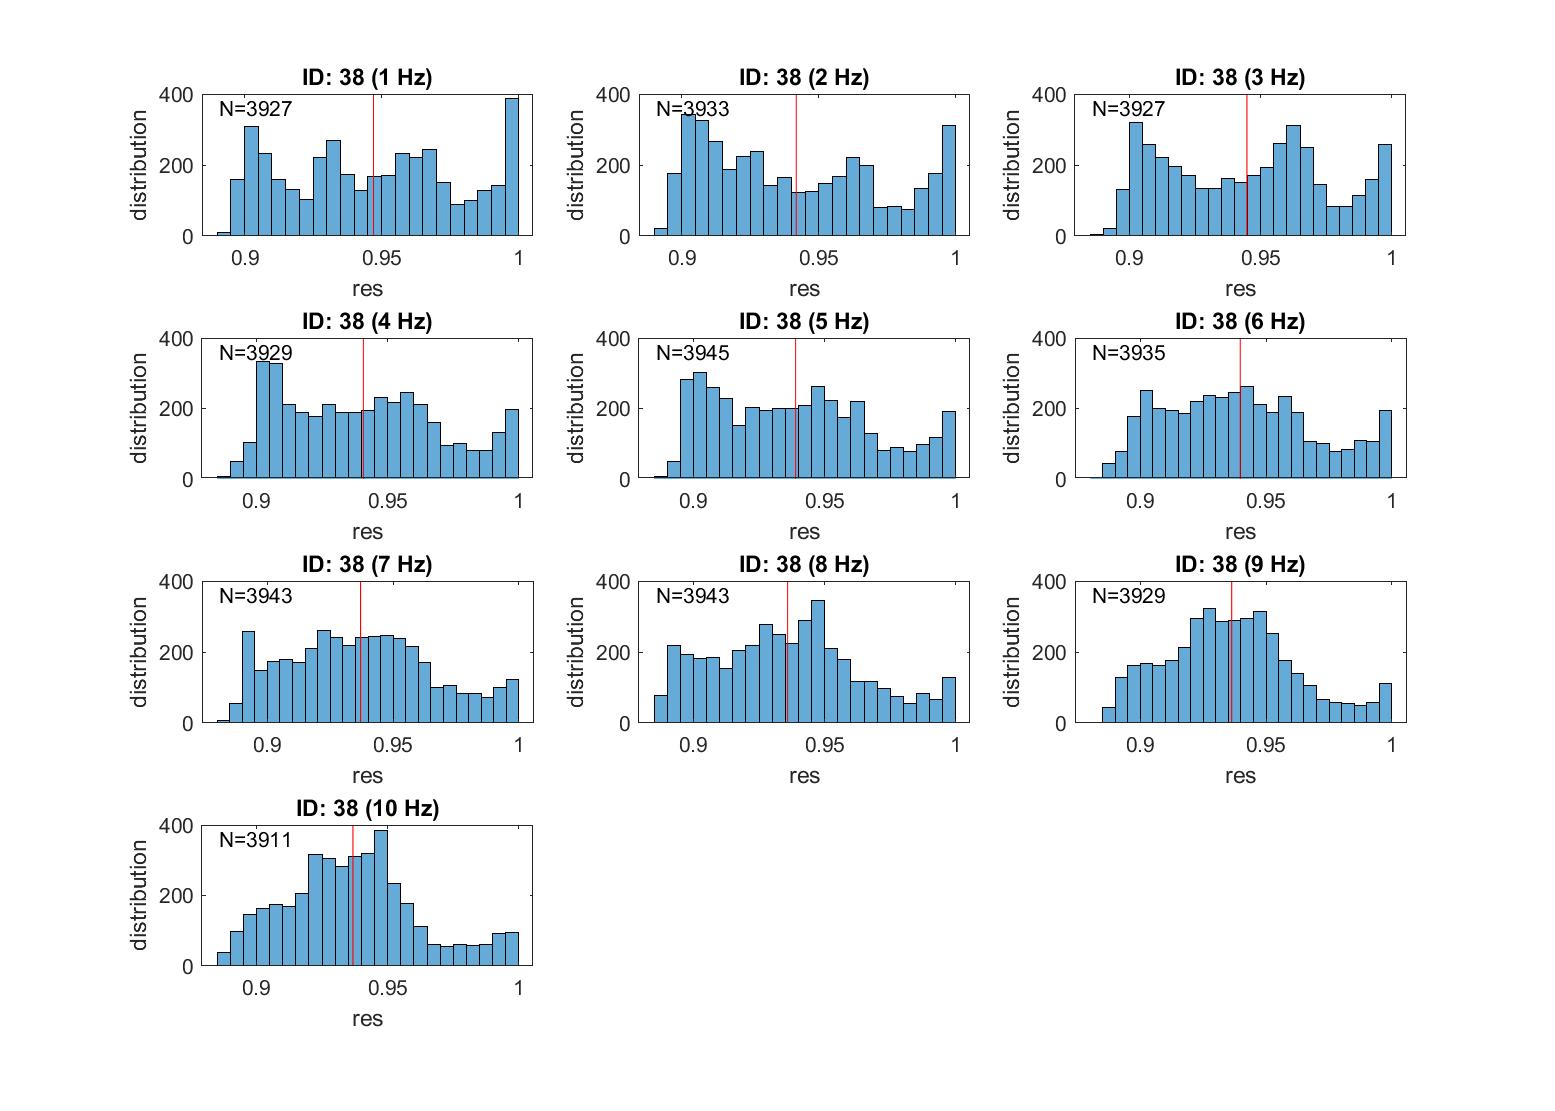 ID: 38 (1 Hz)
N=3927
distribution
400
200
0
0.9 0.95 1
res
ID: 38 (2 Hz)
N=3933
distribution
400
200
0
0.9 0.95 1
res
ID: 38 (3 Hz)
N=3927
distribution
400
200
0
0.9 0.95 1
res
ID: 38 (4 Hz)
N=3929
distribution
400
200
0
0.9 0.95 1
res
ID: 38 (5 Hz)
N=3945
distribution
400
200
0
0.9 0.95 1
res
ID: 38 (6 Hz)
N=3935
distribution
400
200
0
0.9 0.95 1
res
ID: 38 (7 Hz)
N=3943
distribution
400
200
0
0.9 0.95 1
res
ID: 38 (8 Hz)
N=3943
distribution
400
200
0
0.9 0.95 1
res
ID: 38 (9 Hz)
N=3929
distribution
400
200
0
0.9 0.95 1
res
ID: 38 (10 Hz)
N=3911
distribution
400
200
0
0.9 0.95 1
res